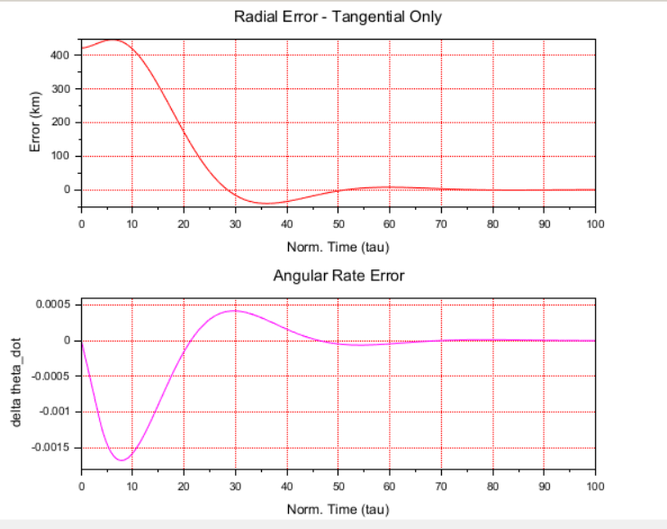 Radial Error - Tangential Only
400
300
200
100
0
Error (km)
0 10 20 30 40 50 60 70 80 90 100
Norm. Time (tau)
Angular Rate Error
0.0005
0
-0.0005
-0.001
-0.0015
delta theta_dot
0 10 20 30 40 50 60 70 80 90 100
Norm. Time (tau)